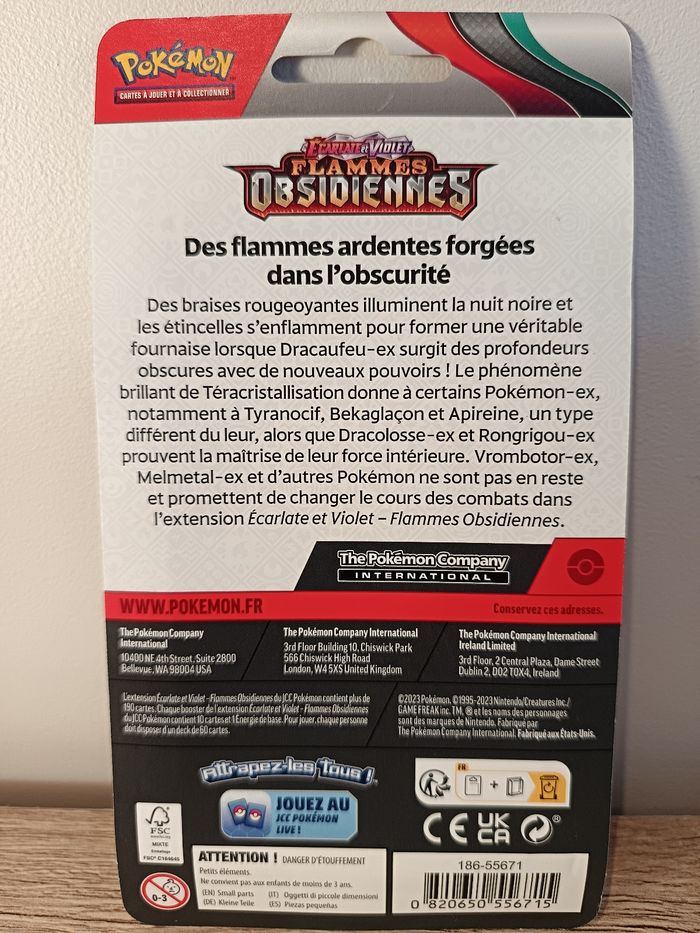 POKÉMON
CARTES À JOUER ET À COLLECTIONNER
ÉCARLATE et VIOLET
FLAMMES
OBSIDIENNES
Des flammes ardentes forgées
dans l'obscurité
Des braises rougeoyantes illuminent la nuit noire et
les étincelles s'enflamment pour former une véritable
fournaise lorsque Dracaufeu-ex surgit des profondeurs
obscures avec de nouveaux pouvoirs ! Le phénomène
brillant de Téracristallisation donne à certains Pokémon-ex,
notamment à Tyranocif, Bekaglaçon et Apireine, un type
différent du leur, alors que Dracolosse-ex et Rongrigou-ex
prouvent la maîtrise de leur force intérieure. Vrombotor-ex,
Melmetal-ex et d'autres Pokémon ne sont pas en reste
et promettent de changer le cours des combats dans
l'extension Écarlate et Violet – Flammes Obsidiennes.
The Pokémon Company
INTERNATIONAL
WWW.POKEMON.FR
Conservez ces adresses.
The Pokémon Company
International
10400 NE 4th Street, Suite 2800
Bellevue, WA 98004 USA
The Pokémon Company International
3rd Floor Building 10, Chiswick Park
566 Chiswick High Road
London, W4 5XS United Kingdom
The Pokémon Company International
Ireland Limited
3rd Floor, 2 Central Plaza, Dame Street
Dublin 2, D02 T0X4, Ireland
L'extension Écarlate et Violet - Flammes Obsidiennes du JCC Pokémon contient plus de
190 cartes. Chaque booster de l'extension Écarlate et Violet - Flammes Obsidiennes
du JCC Pokémon contient 10 cartes et 1 Énergie de base. Pour jouer, chaque personne
doit disposer d'un deck de 60 cartes.
©2023 Pokémon. ©1995-2023 Nintendo/Creatures Inc./
GAME FREAK inc. TM, ® et les noms des personnages
sont des marques de Nintendo. Fabriqué par
The Pokémon Company International. Fabriqué aux États-Unis.
Attrapez-les Tous !
JOUEZ AU
JCC POKÉMON
LIVE !
FR
+
CE UK
CA
FSC
MIXTE
Emballage
FSC® C164645
0-3
ATTENTION ! DANGER D'ÉTOUFFEMENT
Petits éléments.
Ne convient pas aux enfants de moins de 3 ans.
(EN) Small parts (IT) Oggetti di piccole dimensioni
(DE) Kleine Teile (ES) Piezas pequeñas
186-55671
0 820650 556715